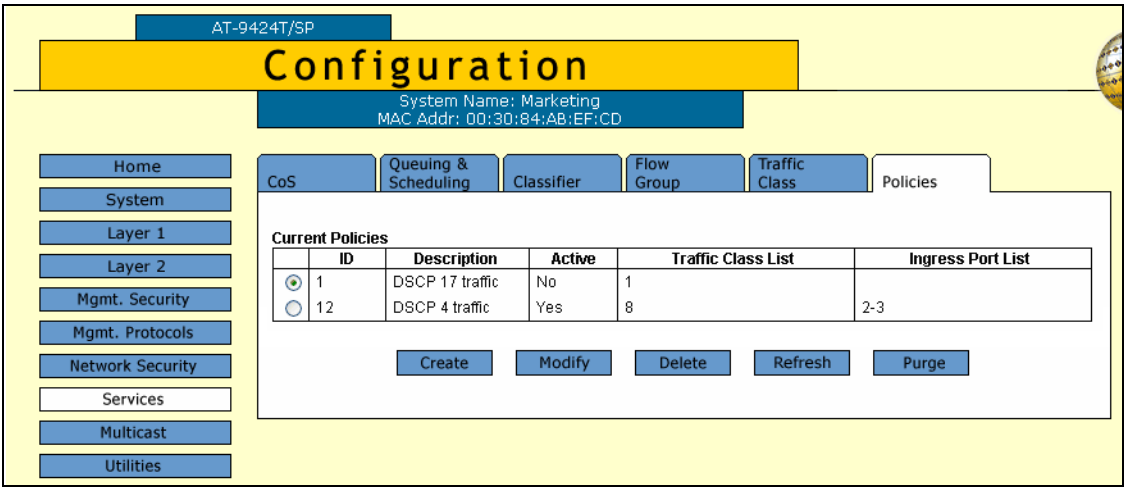 AT-9424T/SP
Configuration
System Name: Marketing
MAC Addr: 00:30:84:AB:EF:CD
Home
System
Layer 1
Layer 2
Mgmt. Security
Mgmt. Protocols
Network Security
Services
Multicast
Utilities
CoS
Queuing &
Scheduling
Classifier
Flow
Group
Traffic
Class
Policies
Current Policies
ID Description Active Traffic Class List Ingress Port List
1 DSCP 17 traffic No 1
12 DSCP 4 traffic Yes 8 2-3
Create Modify Delete Refresh Purge